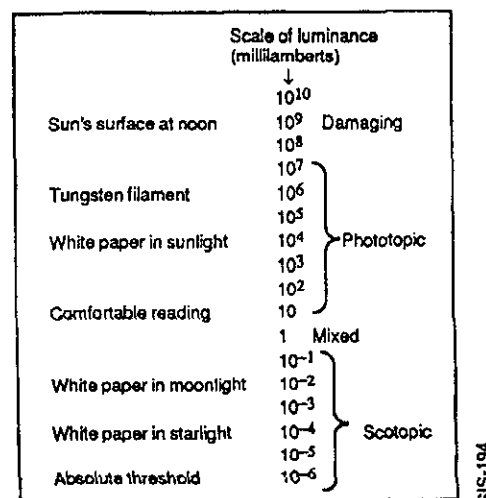 Scale of luminance
(millilamberts)
↓
10¹⁰
Sun's surface at noon 10⁹ Damaging
10⁸
10⁷
Tungsten filament 10⁶
10⁵
White paper in sunlight 10⁴ Phototopic
10³
10²
Comfortable reading 10
1 Mixed
10⁻¹
White paper in moonlight 10⁻²
10⁻³
White paper in starlight 10⁻⁴ Scotopic
10⁻⁵
Absolute threshold 10⁻⁶